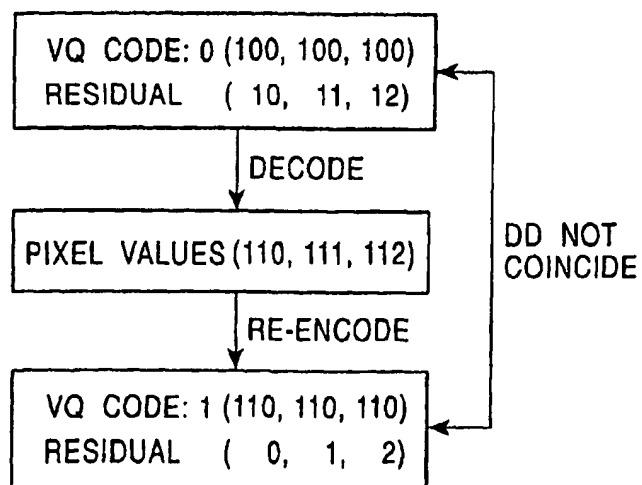 VQ CODE: 0 (100, 100, 100)
RESIDUAL ( 10, 11, 12)
DECODE
PIXEL VALUES (110, 111, 112)
DD NOT
COINCIDE
RE-ENCODE
VQ CODE: 1 (110, 110, 110)
RESIDUAL ( 0, 1, 2)